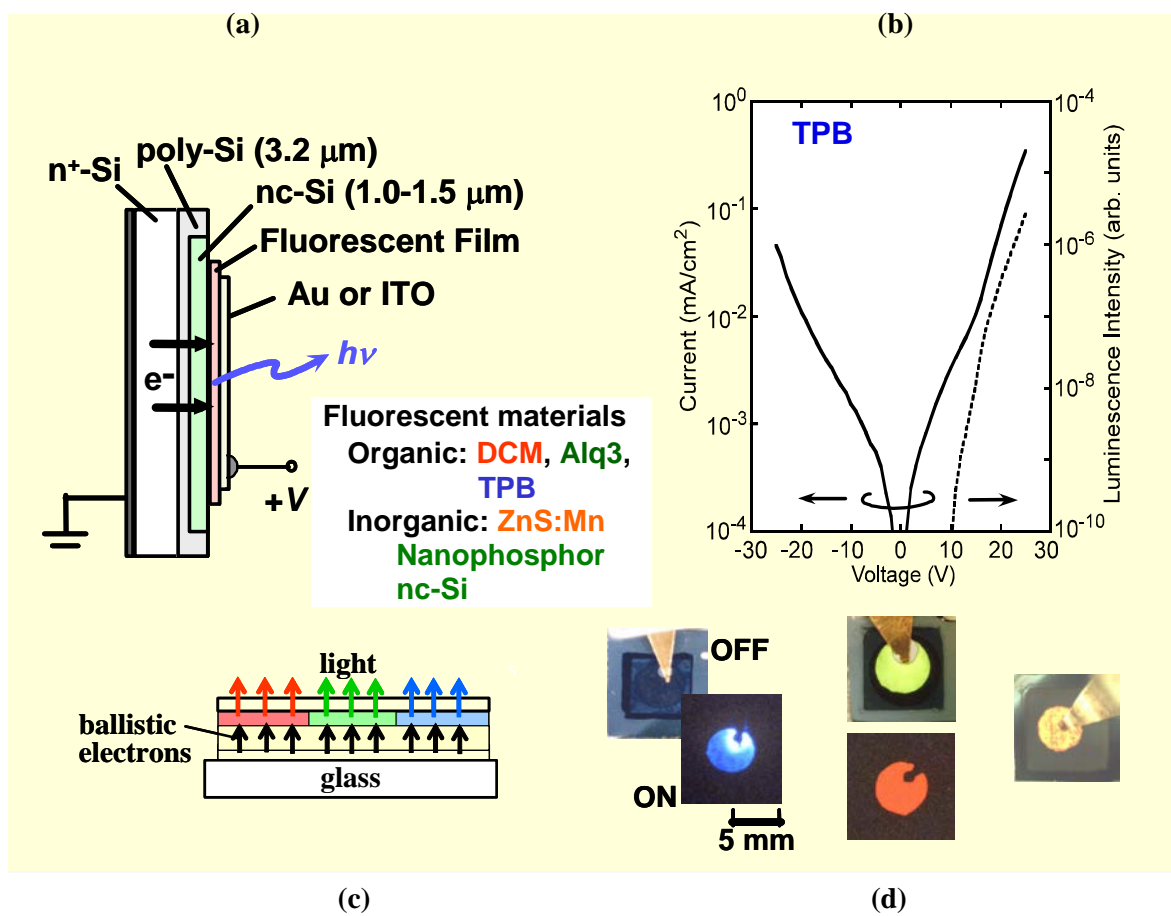 (a)
(b)
n⁺-Si
poly-Si (3.2 μm)
nc-Si (1.0-1.5 μm)
Fluorescent Film
Au or ITO
hν
e-
+V
Fluorescent materials
Organic: DCM, Alq3,
TPB
Inorganic: ZnS:Mn
Nanophosphor
nc-Si
TPB
10⁰
10⁻¹
10⁻²
10⁻³
10⁻⁴
Current (mA/cm²)
10⁻⁴
10⁻⁶
10⁻⁸
10⁻¹⁰
Luminescence Intensity (arb. units)
-30 -20 -10 0 10 20 30
Voltage (V)
light
ballistic
electrons
glass
OFF
ON
5 mm
(c)
(d)